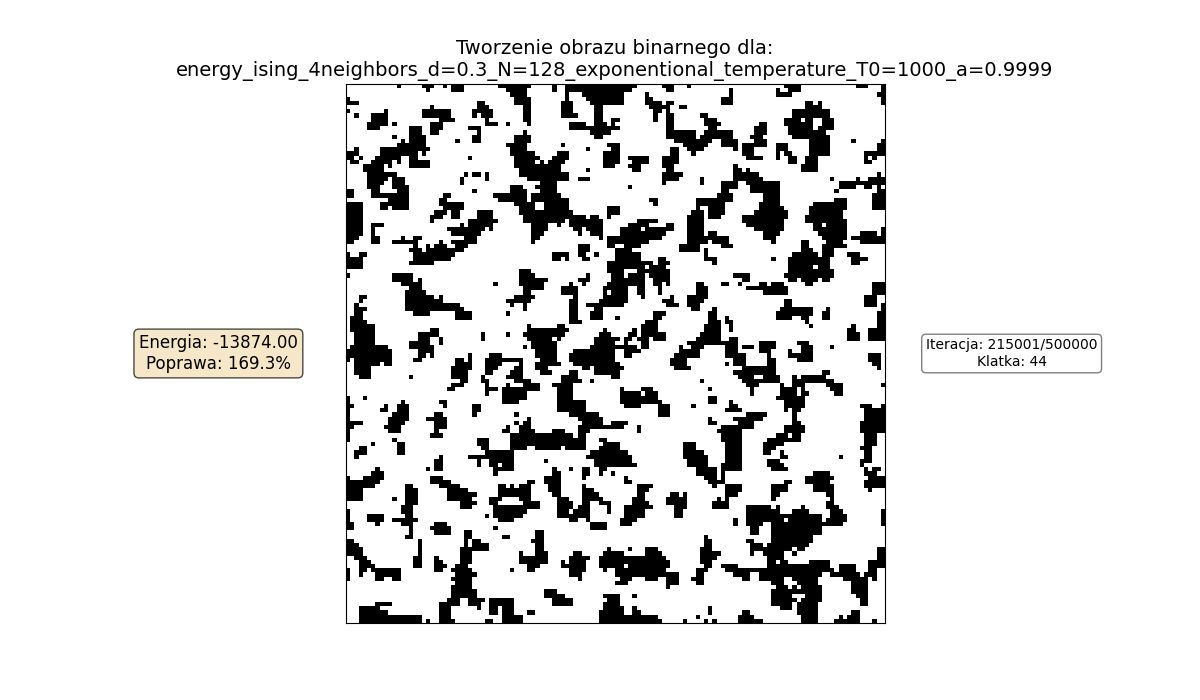 Tworzenie obrazu binarnego dla:
energy_ising_4neighbors_d=0.3_N=128_exponentional_temperature_T0=1000_a=0.9999
Energia: -13874.00
Poprawa: 169.3%
Iteracja: 215001/500000
Klatka: 44